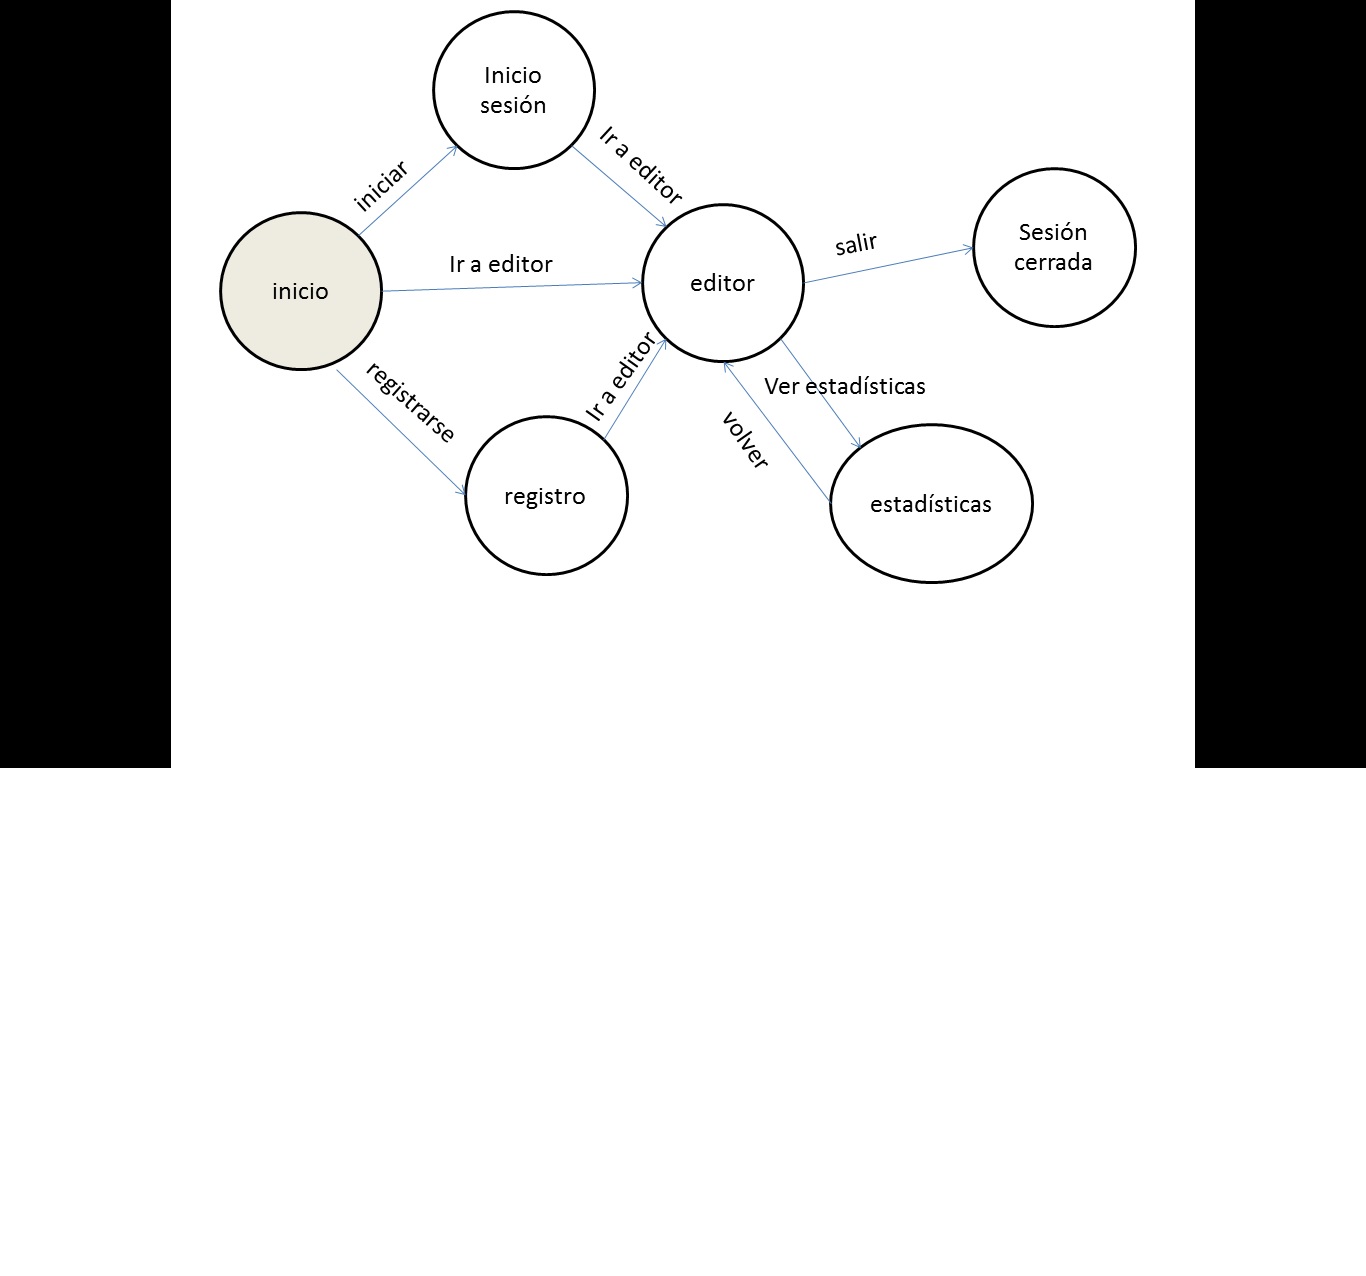 Inicio
sesión
iniciar
Ir a editor
inicio
Ir a editor
editor
salir
Sesión
cerrada
registrarse
Ir a editor
Ver estadísticas
volver
registro
estadísticas